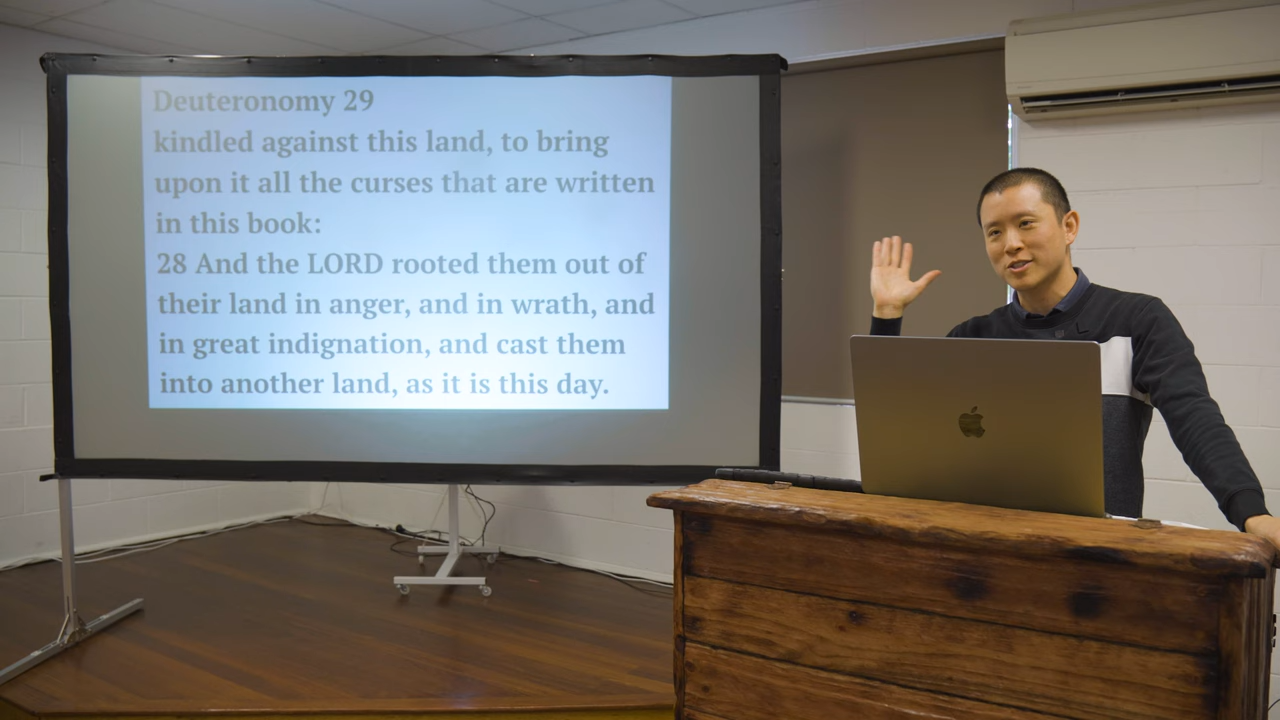 Deuteronomy 29
kindled against this land, to bring
upon it all the curses that are written
in this book:
28 And the LORD rooted them out of
their land in anger, and in wrath, and
in great indignation, and cast them
into another land, as it is this day.